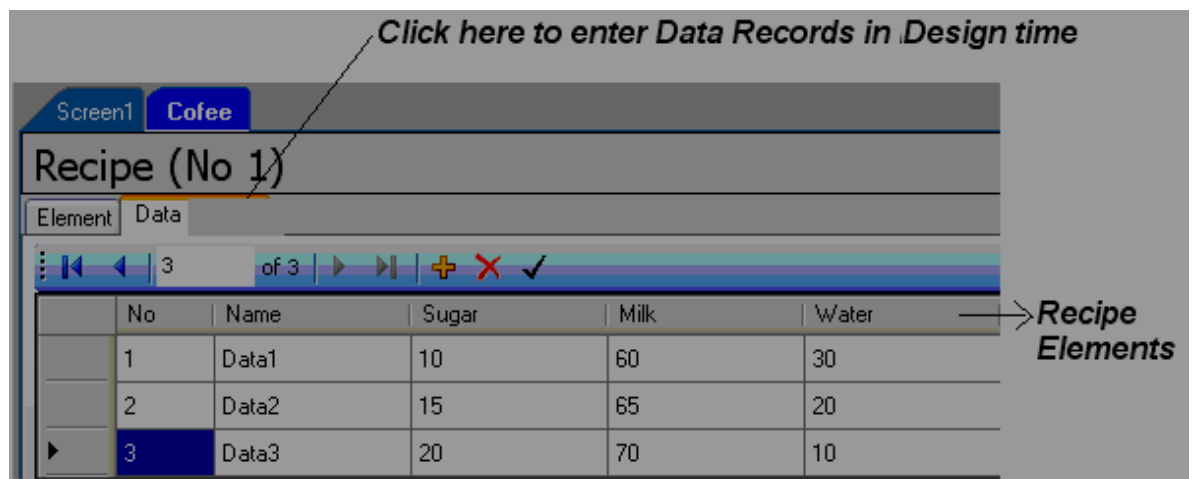 Click here to enter Data Records in Design time
Screen1 Cofee
Recipe (No 1)
Element Data
3 of 3
No Name Sugar Milk Water
Recipe
Elements
1 Data1 10 60 30
2 Data2 15 65 20
3 Data3 20 70 10